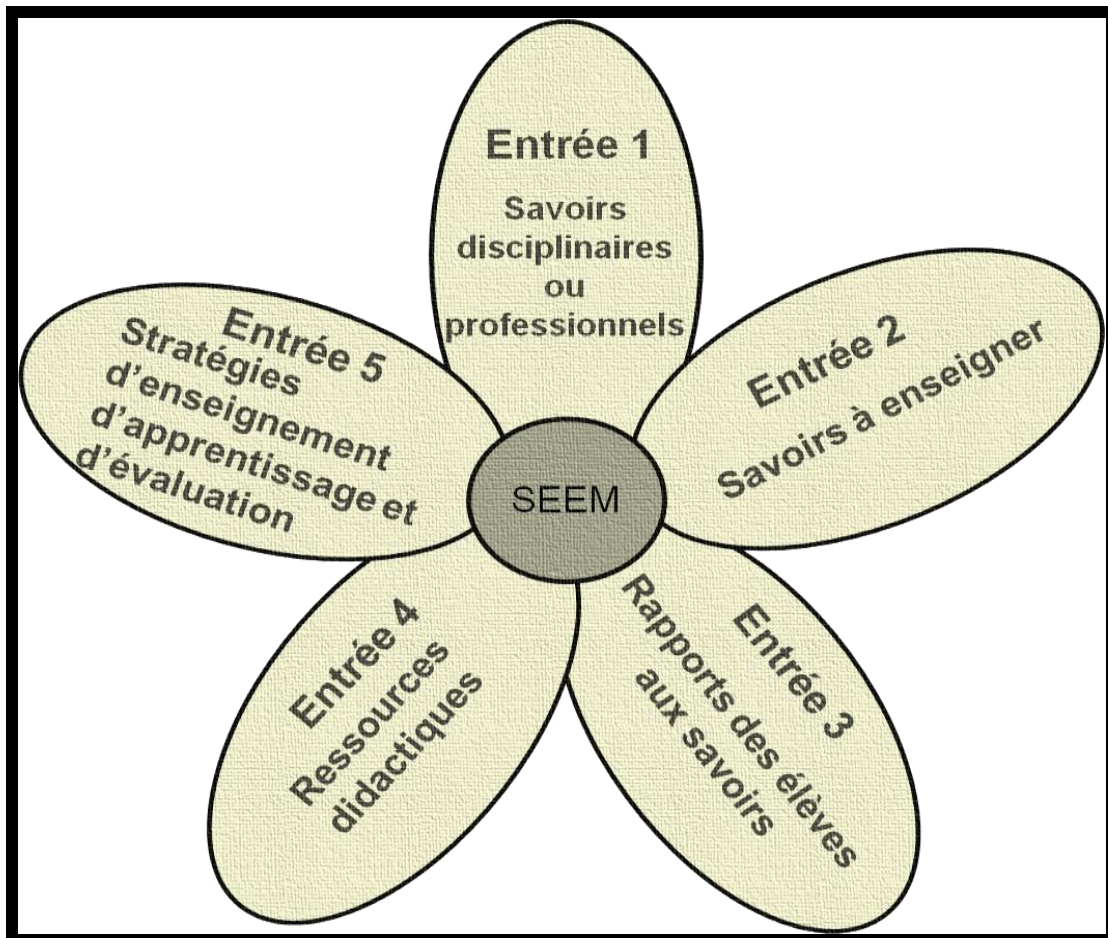 Entrée 1
Savoirs
disciplinaires
ou
professionnels
Entrée 2
Savoirs à enseigner
Entrée 3
Rapports des élèves
aux savoirs
Entrée 4
Ressources
didactiques
Entrée 5
Stratégies
d'enseignement
d'apprentissage et
d'évaluation
SEEM